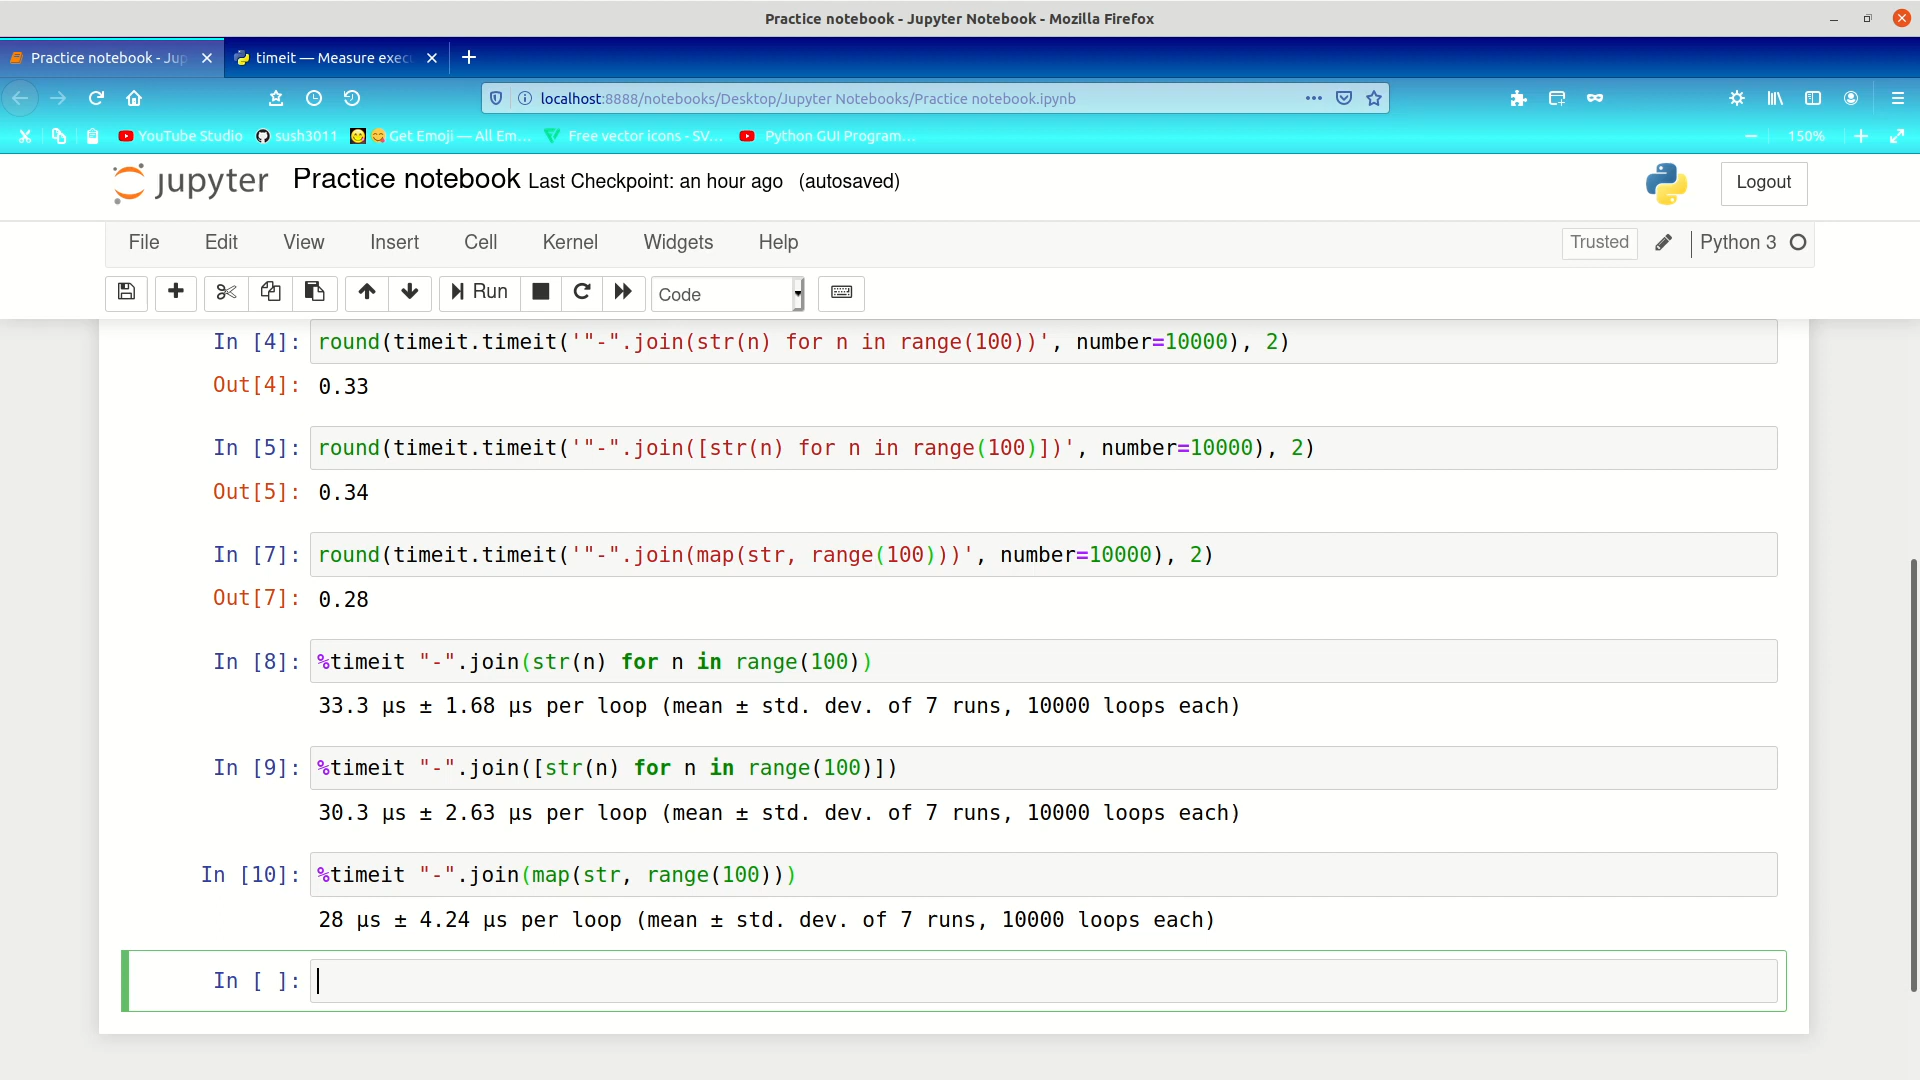 Practice notebook - Jupyter Notebook - Mozilla Firefox
Practice notebook - Jup
timeit — Measure exec
localhost:8888/notebooks/Desktop/Jupyter Notebooks/Practice notebook.ipynb
YouTube Studio sush3011 Get Emoji — All Em… Free vector icons - SV… Python GUI Program… 150%
jupyter Practice notebook Last Checkpoint: an hour ago (autosaved) Logout
File Edit View Insert Cell Kernel Widgets Help Trusted Python 3
Run Code
In [4]: round(timeit.timeit('"-".join(str(n) for n in range(100))', number=10000), 2)
Out[4]: 0.33
In [5]: round(timeit.timeit('"-".join([str(n) for n in range(100)])', number=10000), 2)
Out[5]: 0.34
In [7]: round(timeit.timeit('"-".join(map(str, range(100)))', number=10000), 2)
Out[7]: 0.28
In [8]: %timeit "-".join(str(n) for n in range(100))
33.3 µs ± 1.68 µs per loop (mean ± std. dev. of 7 runs, 10000 loops each)
In [9]: %timeit "-".join([str(n) for n in range(100)])
30.3 µs ± 2.63 µs per loop (mean ± std. dev. of 7 runs, 10000 loops each)
In [10]: %timeit "-".join(map(str, range(100)))
28 µs ± 4.24 µs per loop (mean ± std. dev. of 7 runs, 10000 loops each)
In [ ]: